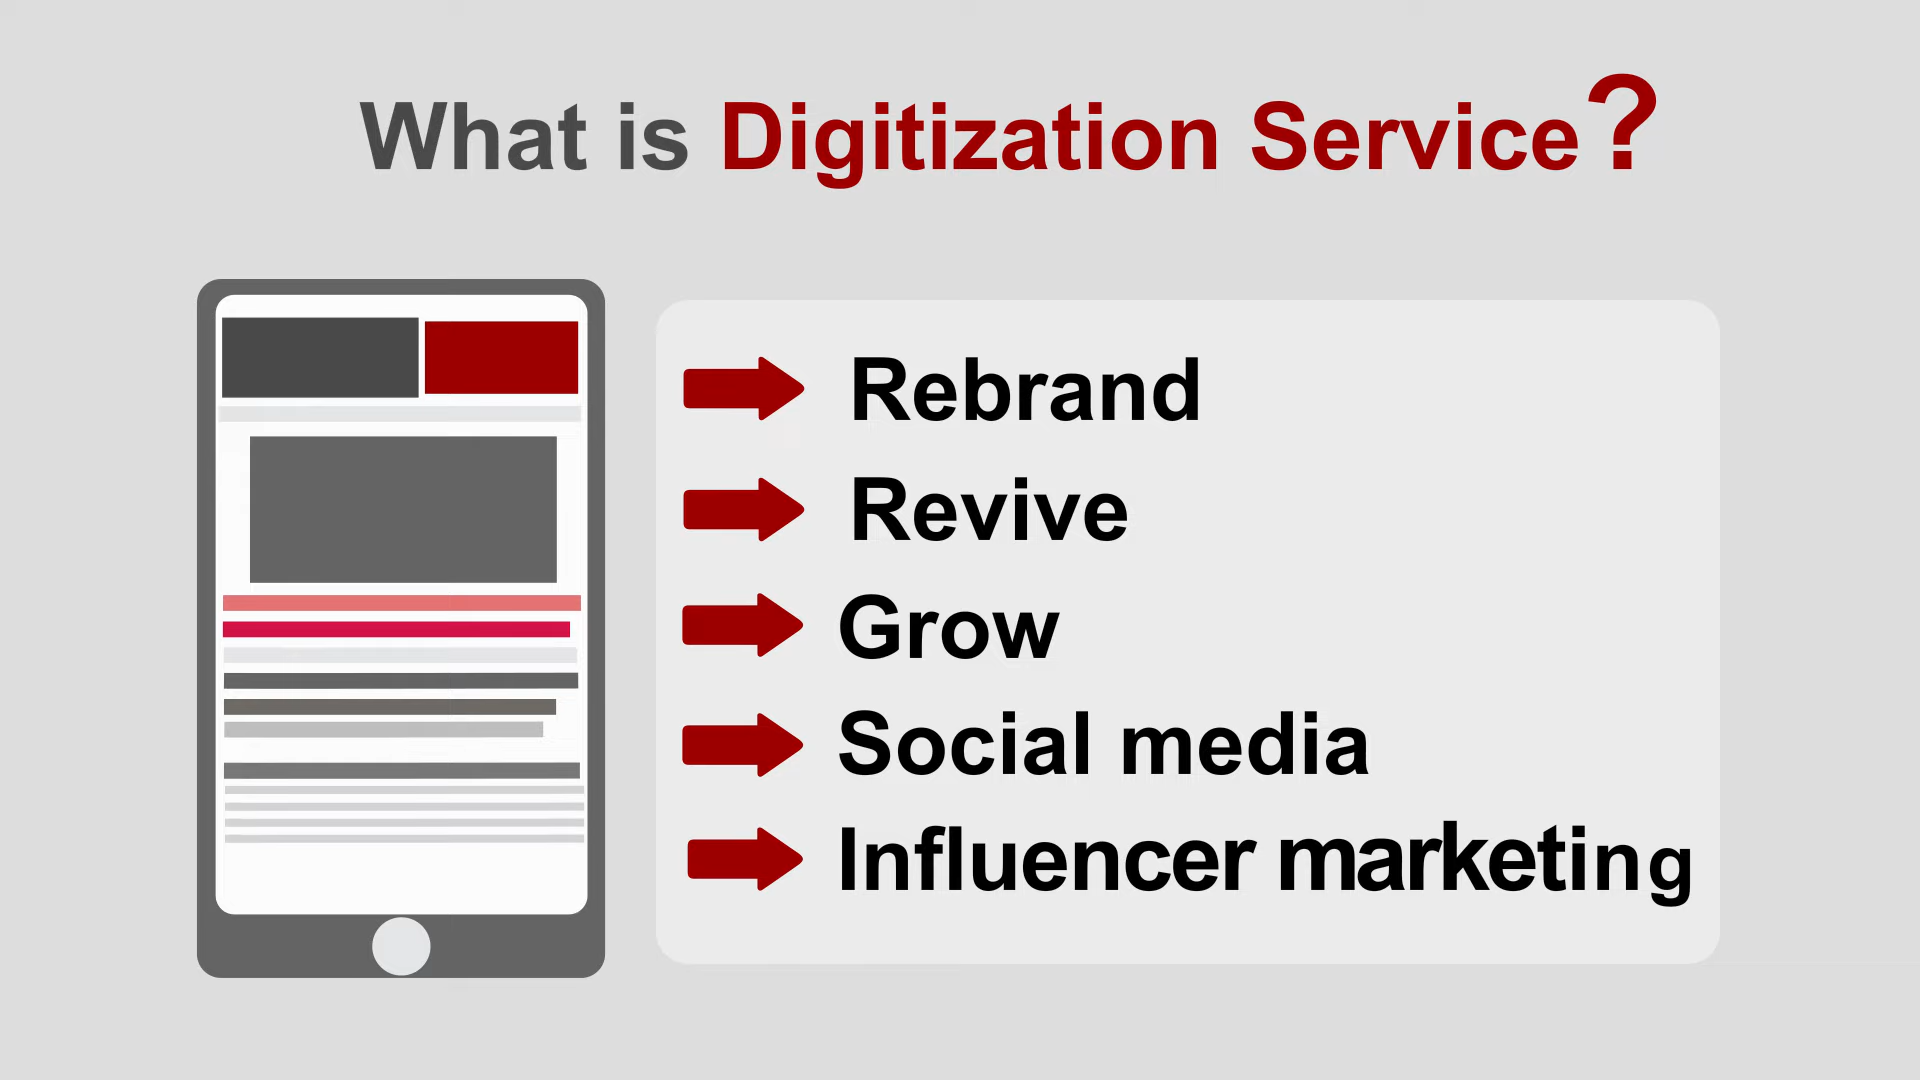 What is Digitization Service?
Rebrand
Revive
Grow
Social media
Influencer marketing